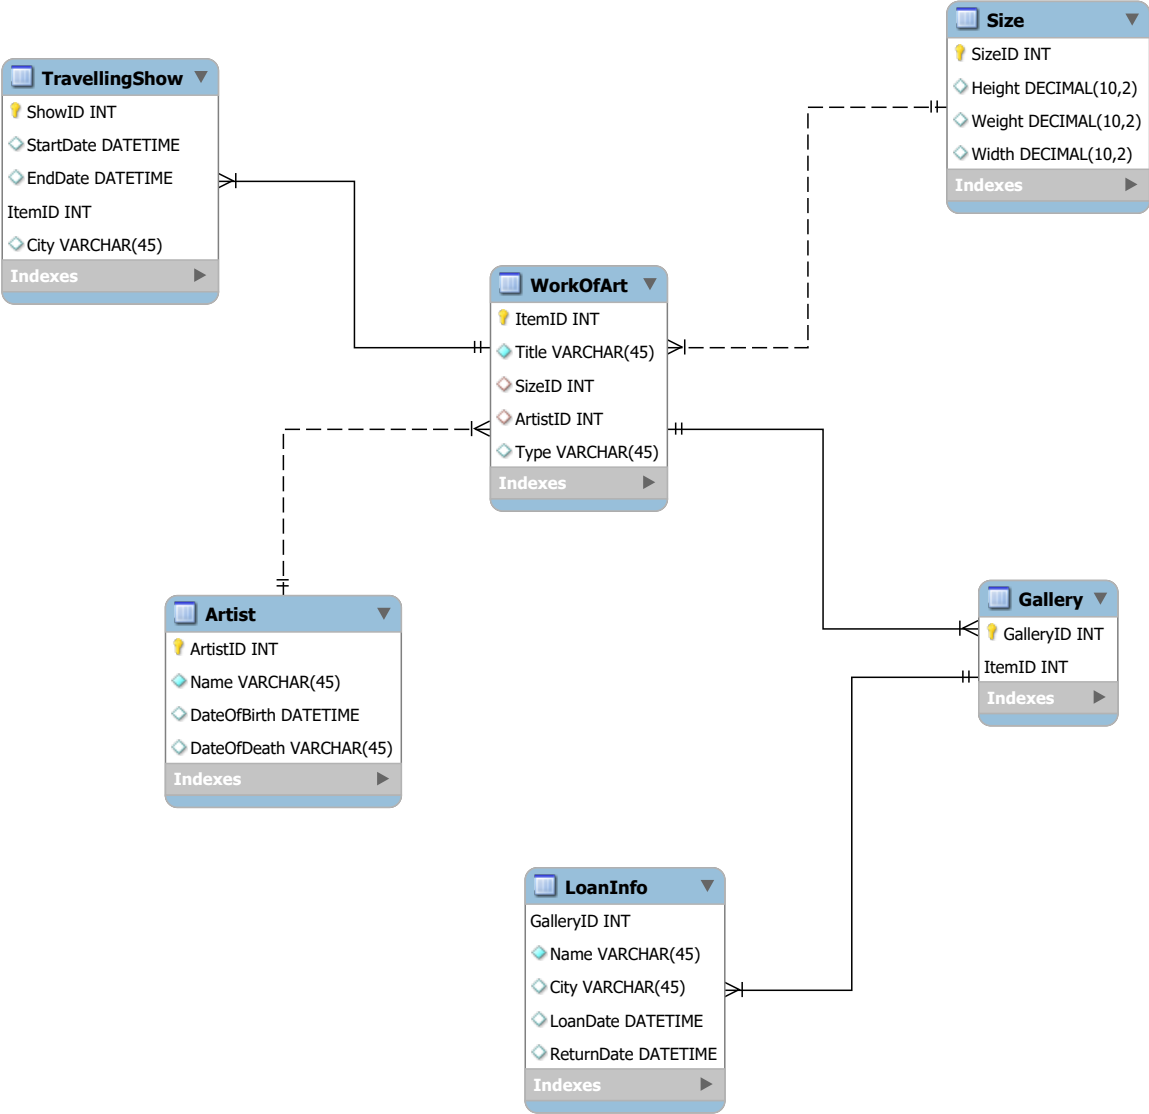 Size
SizeID INT
Height DECIMAL(10,2)
Weight DECIMAL(10,2)
Width DECIMAL(10,2)
Indexes
TravellingShow
ShowID INT
StartDate DATETIME
EndDate DATETIME
ItemID INT
City VARCHAR(45)
Indexes
WorkOfArt
ItemID INT
Title VARCHAR(45)
SizeID INT
ArtistID INT
Type VARCHAR(45)
Indexes
Artist
ArtistID INT
Name VARCHAR(45)
DateOfBirth DATETIME
DateOfDeath VARCHAR(45)
Indexes
Gallery
GalleryID INT
ItemID INT
Indexes
LoanInfo
GalleryID INT
Name VARCHAR(45)
City VARCHAR(45)
LoanDate DATETIME
ReturnDate DATETIME
Indexes